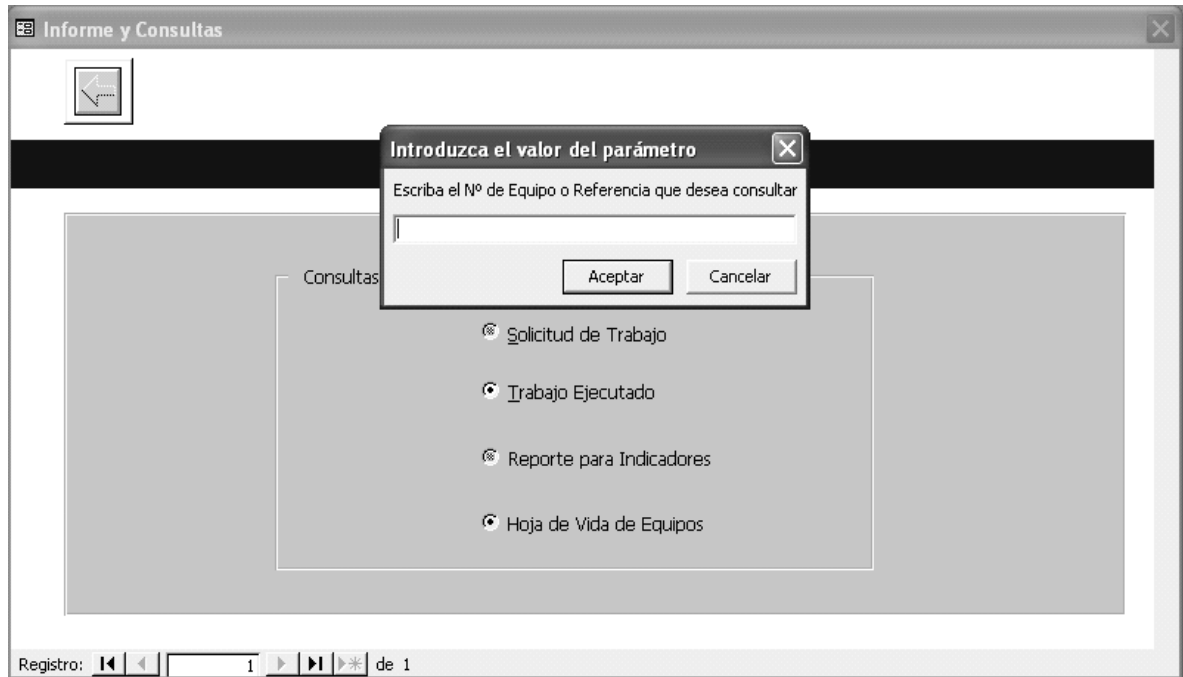 Informe y Consultas
Introduzca el valor del parámetro
Escriba el Nº de Equipo o Referencia que desea consultar
Aceptar Cancelar
Consultas
Solicitud de Trabajo
Trabajo Ejecutado
Reporte para Indicadores
Hoja de Vida de Equipos
Registro: 1 de 1